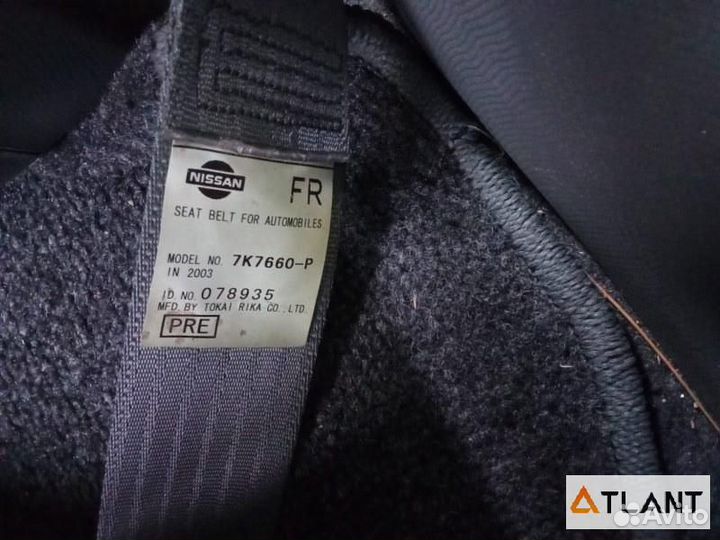 NISSAN
FR
SEAT BELT FOR AUTOMOBILES
MODEL NO. 7K7660-P
IN 2003
ID.NO.078935
MFD.BY TOKAI RIKA CO.,LTD.
PRE
ATLANT
Avito